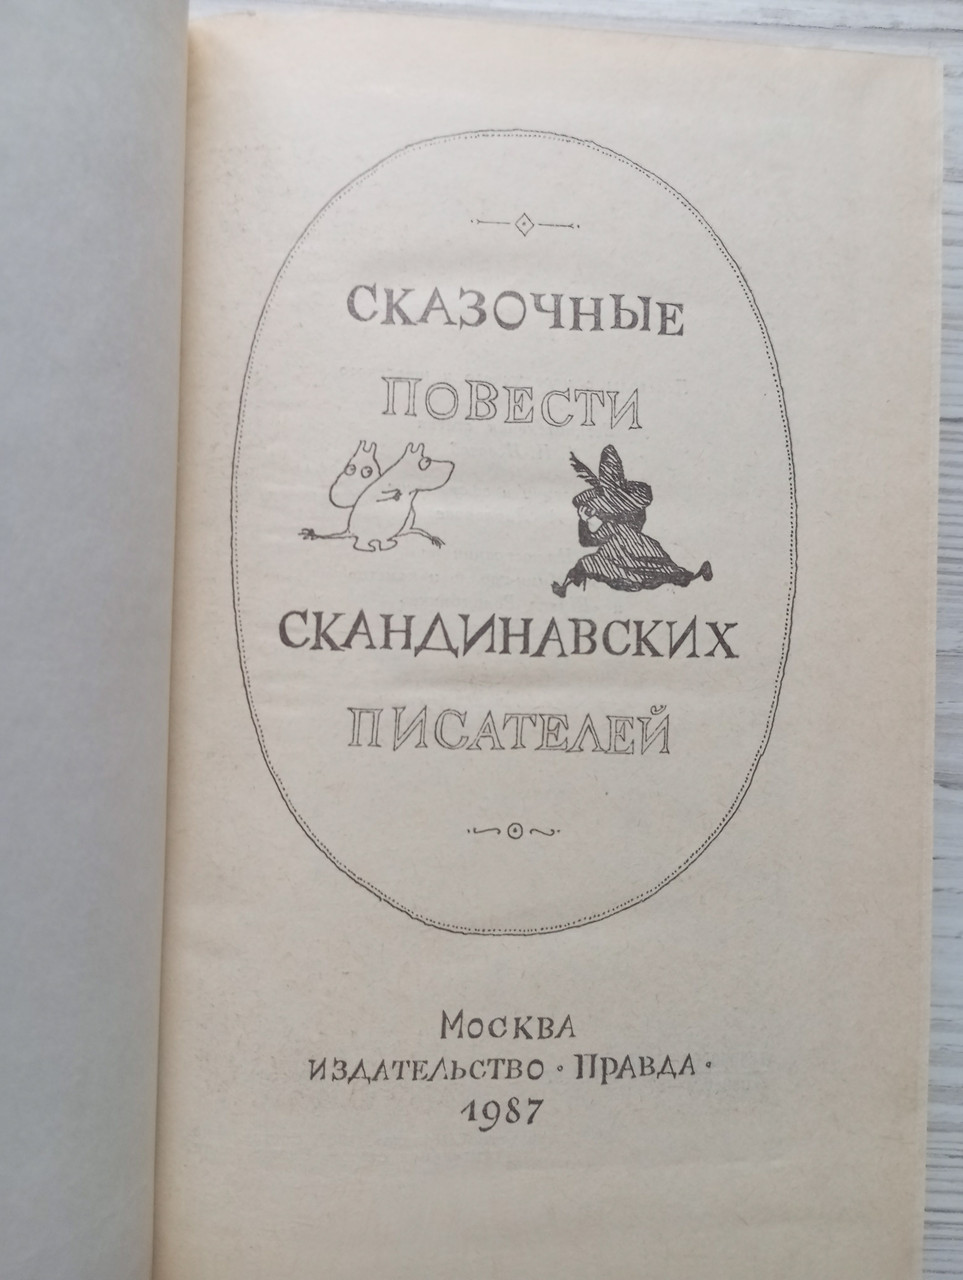 СКАЗОЧНЫЕ
ПОВЕСТИ
СКАНДИНАВСКИХ
ПИСАТЕЛЕЙ
МОСКВА
ИЗДАТЕЛЬСТВО • ПРАВДА •
1987